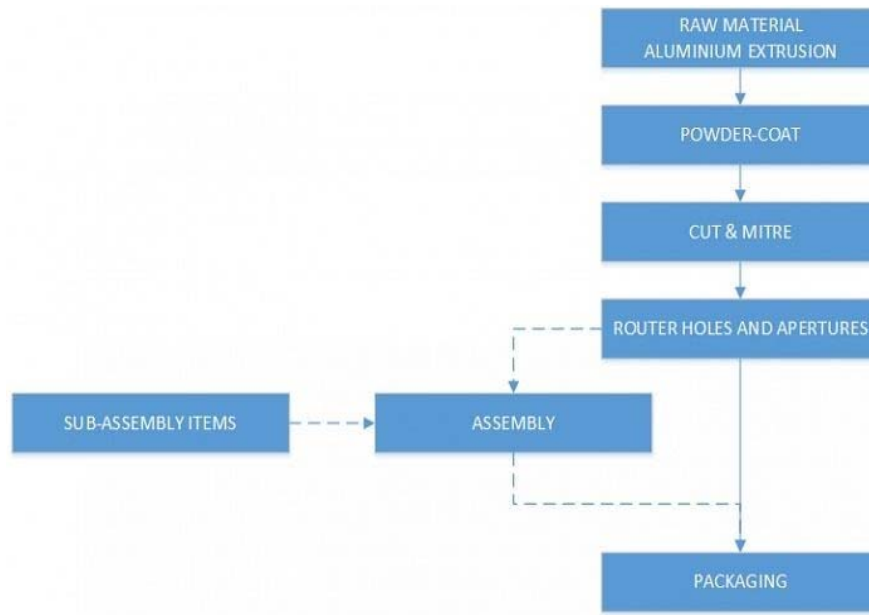 RAW MATERIAL
ALUMINIUM EXTRUSION
POWDER-COAT
CUT & MITRE
ROUTER HOLES AND APERTURES
SUB-ASSEMBLY ITEMS
ASSEMBLY
PACKAGING